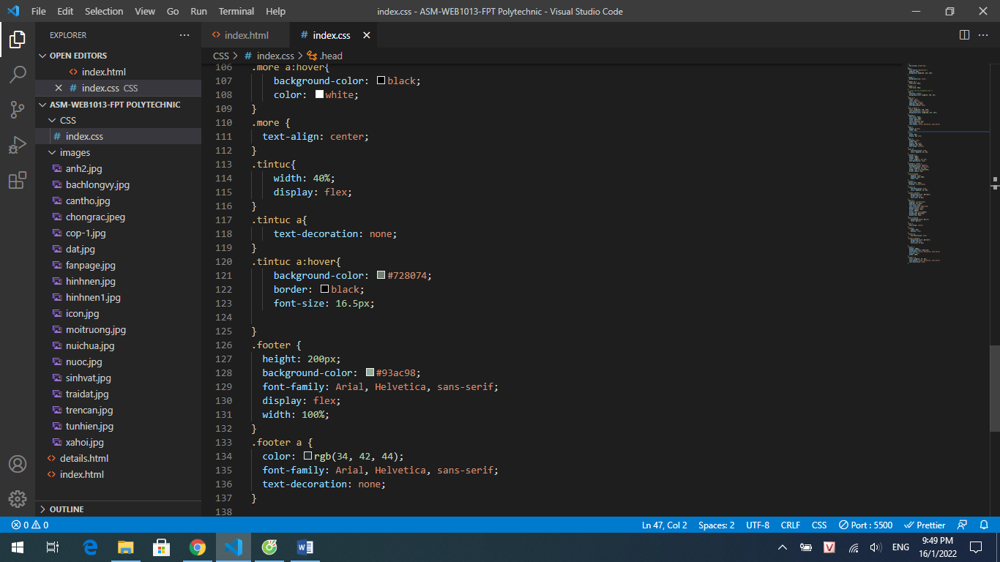 File Edit Selection View Go Run Terminal Help index.css - ASM-WEB1013-FPT Polytechnic - Visual Studio Code
EXPLORER ···
OPEN EDITORS
index.html
index.css CSS
ASM-WEB1013-FPT POLYTECHNIC
CSS
index.css
images
anh2.jpg
bachlongvy.jpg
cantho.jpg
chongrac.jpeg
cop-1.jpg
dat.jpg
fanpage.jpg
hinhnen.jpg
hinhnen1.jpg
icon.jpg
moitruong.jpg
nuichua.jpg
nuoc.jpg
sinhvat.jpg
traidat.jpg
trencan.jpg
tunhien.jpg
xahoi.jpg
details.html
index.html
OUTLINE
index.html # index.css
CSS > # index.css > .head
106 .more a:hover{
107 background-color: black;
108 color: white;
109 }
110 .more {
111 text-align: center;
112 }
113 .tintuc{
114 width: 40%;
115 display: flex;
116 }
117 .tintuc a{
118 text-decoration: none;
119 }
120 .tintuc a:hover{
121 background-color: #728074;
122 border: black;
123 font-size: 16.5px;
124
125 }
126 .footer {
127 height: 200px;
128 background-color: #93ac98;
129 font-family: Arial, Helvetica, sans-serif;
130 display: flex;
131 width: 100%;
132 }
133 .footer a {
134 color: rgb(34, 42, 44);
135 font-family: Arial, Helvetica, sans-serif;
136 text-decoration: none;
137 }
138
0 0 Ln 47, Col 2 Spaces: 2 UTF-8 CRLF CSS Port : 5500 Prettier
ENG
9:49 PM
16/1/2022